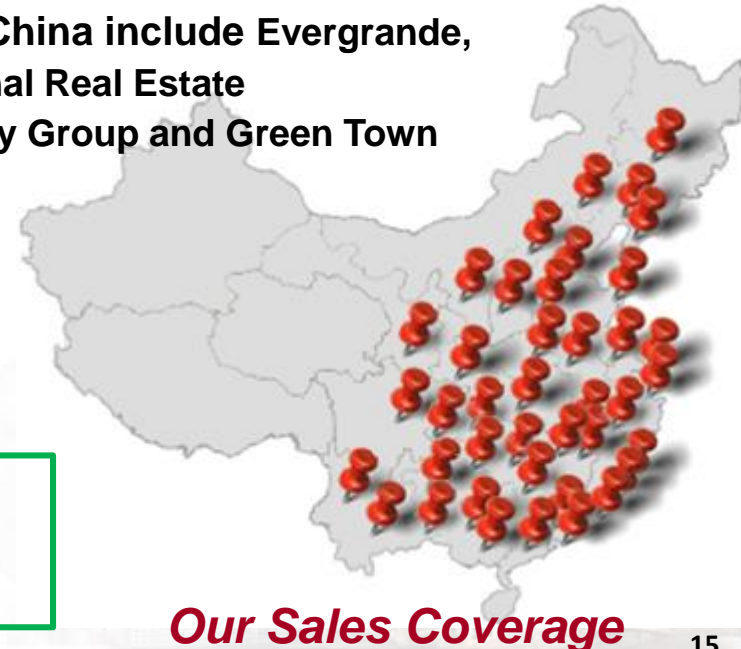 China include Evergrande,
nal Real Estate
y Group and Green Town
Our Sales Coverage
15